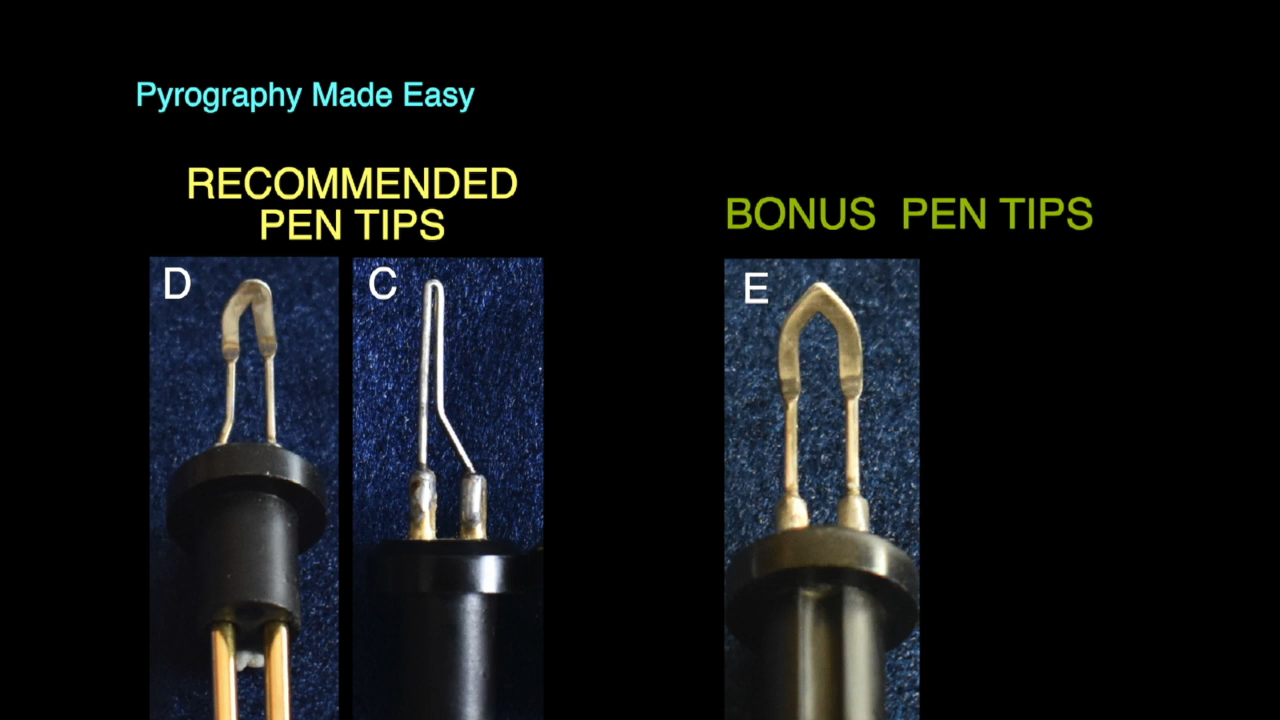 Pyrography Made Easy
RECOMMENDED
PEN TIPS
BONUS PEN TIPS
D
C
E